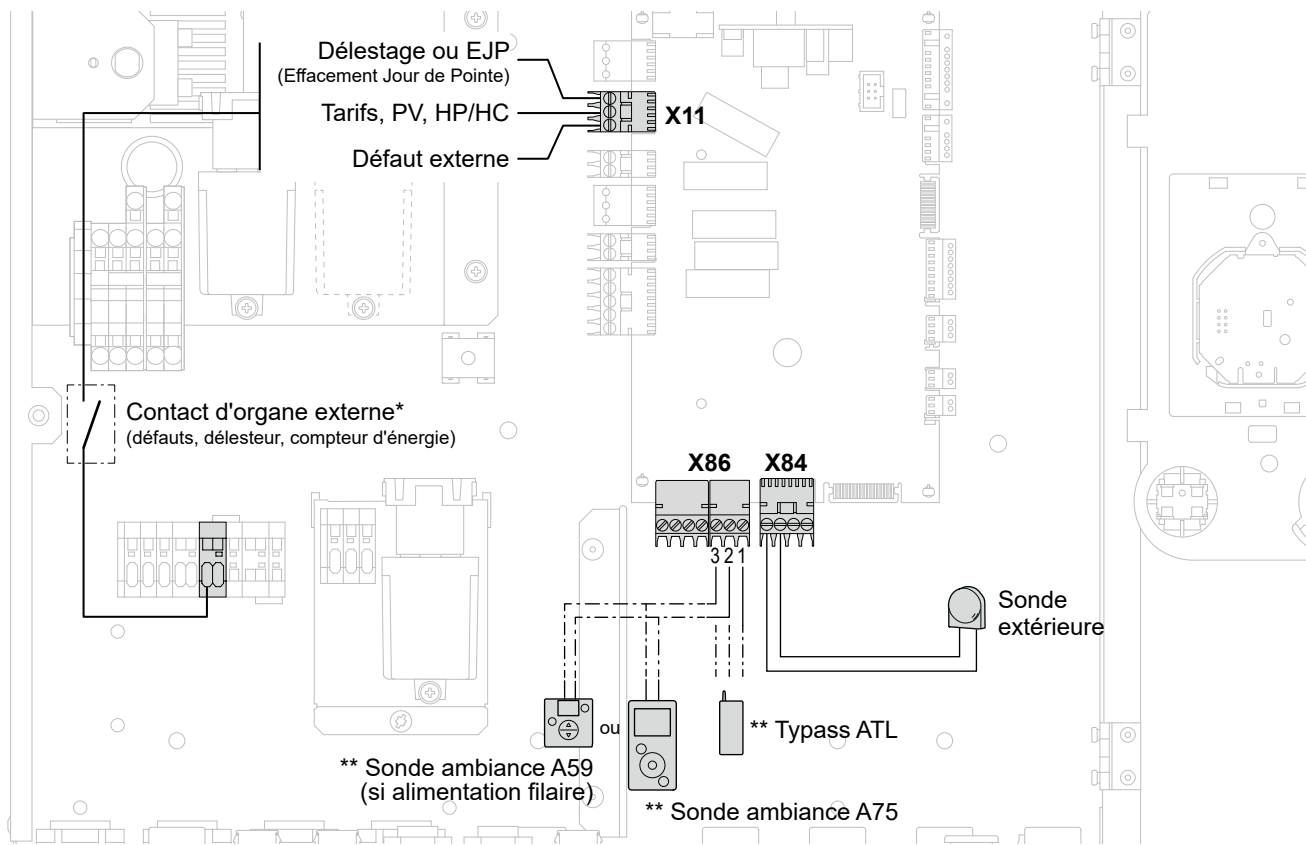 Délestage ou EJP
(Effacement Jour de Pointe)
Tarifs, PV, HP/HC
X11
Défaut externe
Contact d'organe externe*
(défauts, délesteur, compteur d'énergie)
X86
X84
3 2 1
Sonde
extérieure
ou
** Typass ATL
** Sonde ambiance A59
(si alimentation filaire)
** Sonde ambiance A75